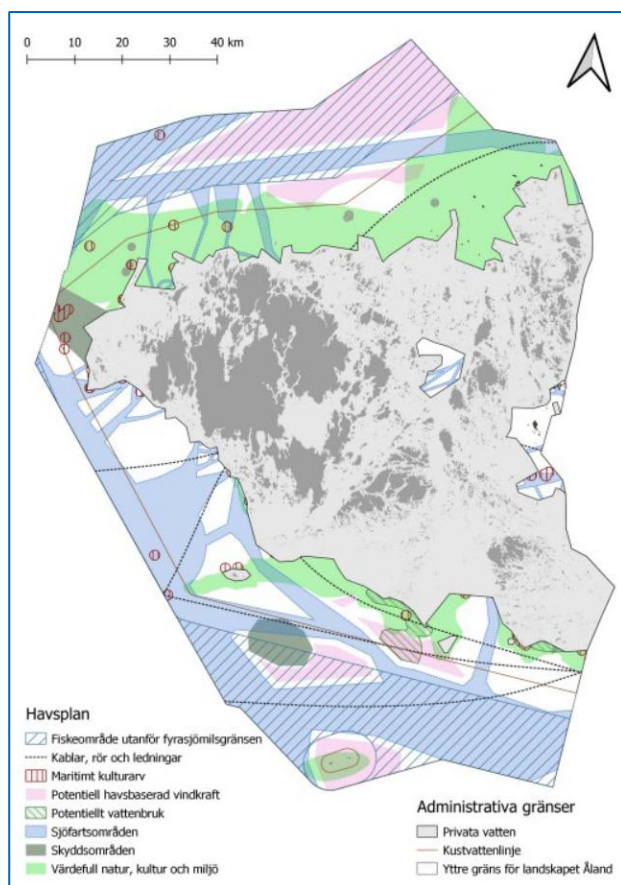 0 10 20 30 40 km
Havsplan
Fiskeområde utanför fyrasjömilsgränsen
Kablar, rör och ledningar
Maritimt kulturarv
Potentiell havsbaserad vindkraft
Potentiellt vattenbruk
Sjöfartsområden
Skyddsområden
Värdefull natur, kultur och miljö
Administrativa gränser
Privata vatten
Kustvattenlinje
Yttre gräns för landskapet Åland